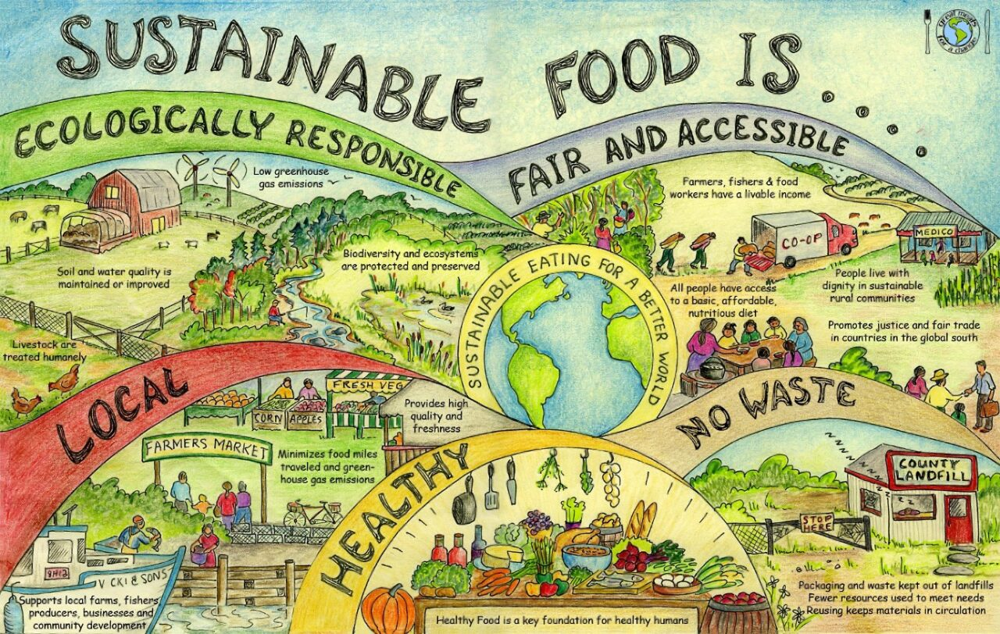 SUSTAINABLE FOOD IS....
great meals
for a change
ECOLOGICALLY RESPONSIBLE
Low greenhouse
gas emissions
Soil and water quality is
maintained or improved
Biodiversity and ecosystems
are protected and preserved
Livestock are
treated humanely
FAIR AND ACCESSIBLE
Farmers, fishers & food
workers have a livable income
CO-OP
MEDICO
People live with
dignity in sustainable
rural communities
All people have access
to a basic, affordable,
nutritious diet
Promotes justice and fair trade
in countries in the global south
SUSTAINABLE EATING FOR A BETTER WORLD
LOCAL
FRESH VEG
CORN
APPLES
Provides high
quality and
freshness
FARMERS MARKET
Minimizes food miles
traveled and green-
house gas emissions
CKI & SONS
Supports local farms, fishers
producers, businesses and
community development
HEALTHY
Healthy Food is a key foundation for healthy humans
NO WASTE
COUNTY
LANDFILL
STOP
HERE
Packaging and waste kept out of landfills
Fewer resources used to meet needs
Reusing keeps materials in circulation